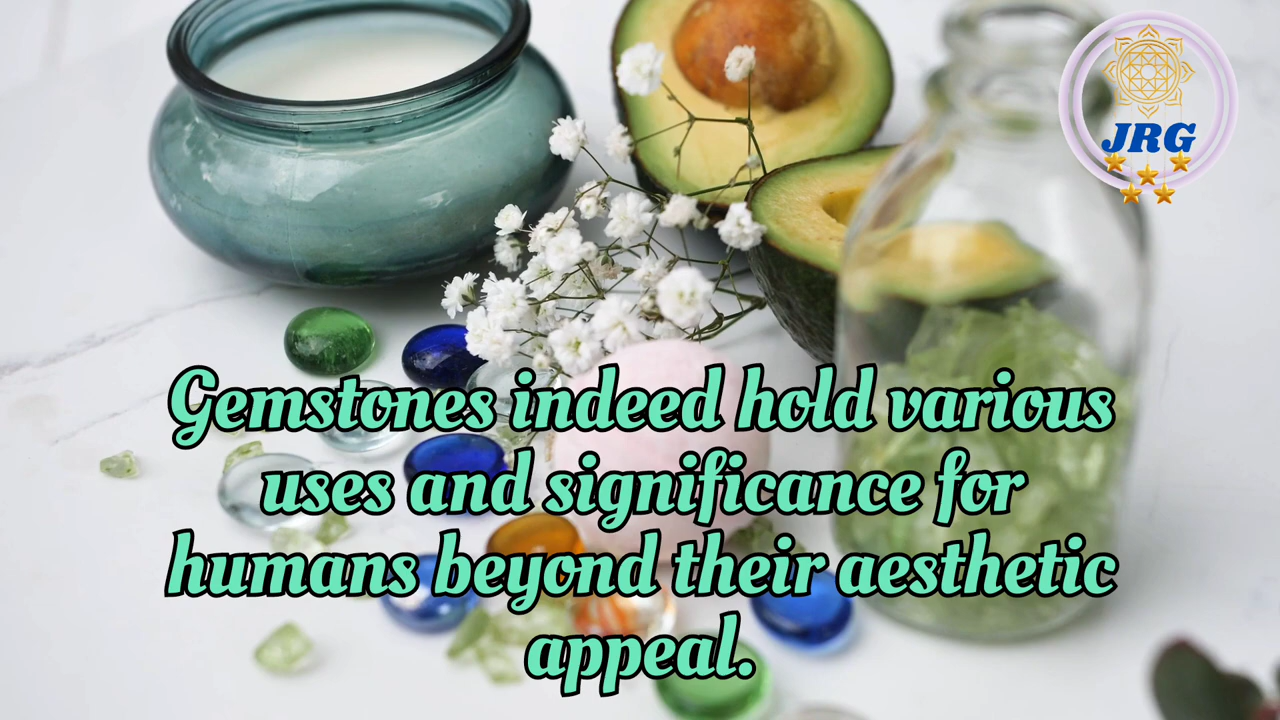 JRG
Gemstones indeed hold various
uses and significance for
humans beyond their aesthetic
appeal.